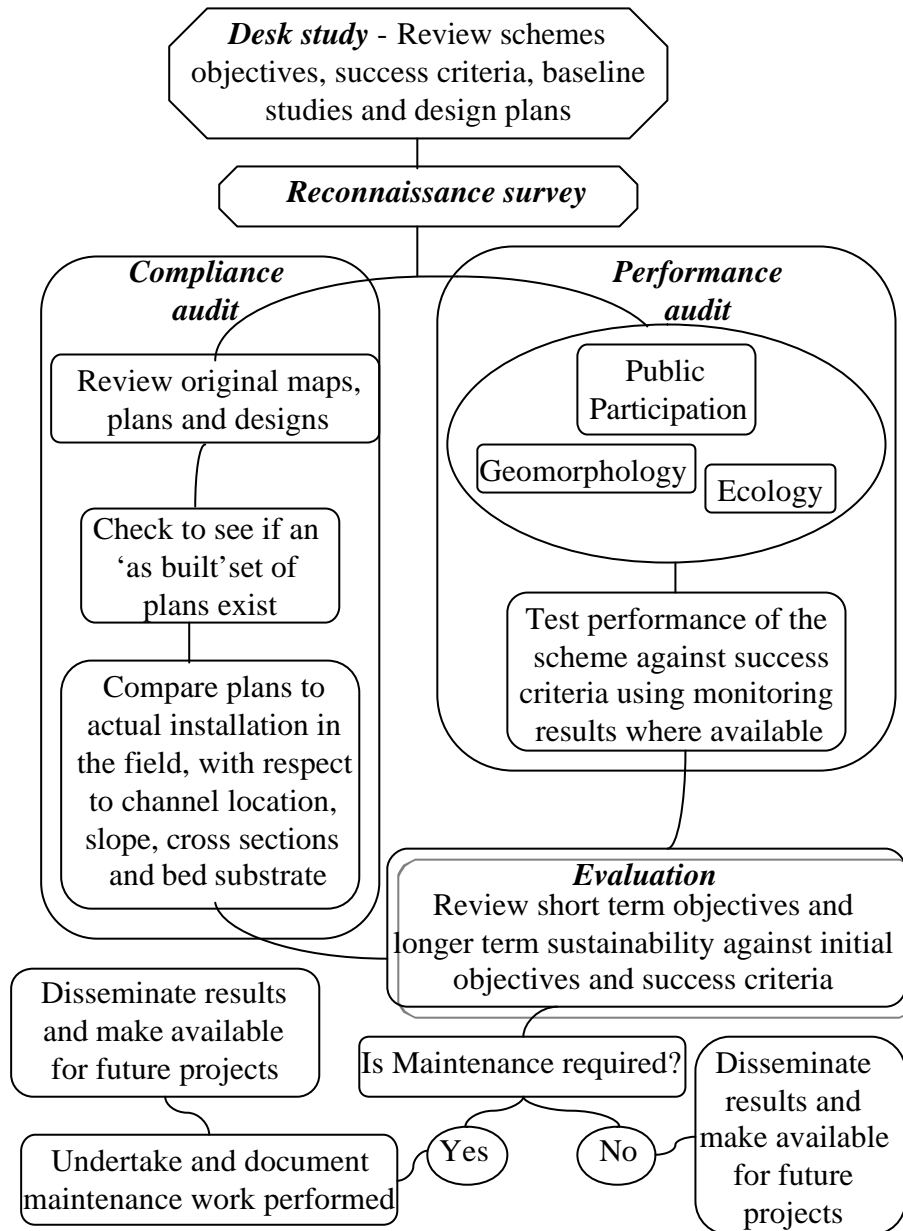 Desk study - Review schemes
objectives, success criteria, baseline
studies and design plans
Reconnaissance survey
Compliance
audit
Review original maps,
plans and designs
Check to see if an
‘as built’set of
plans exist
Compare plans to
actual installation in
the field, with respect
to channel location,
slope, cross sections
and bed substrate
Performance
audit
Public
Participation
Geomorphology
Ecology
Test performance of the
scheme against success
criteria using monitoring
results where available
Evaluation
Review short term objectives and
longer term sustainability against initial
objectives and success criteria
Is Maintenance required?
Yes
No
Undertake and document
maintenance work performed
Disseminate results
and make available
for future projects
Disseminate
results and
make available
for future
projects